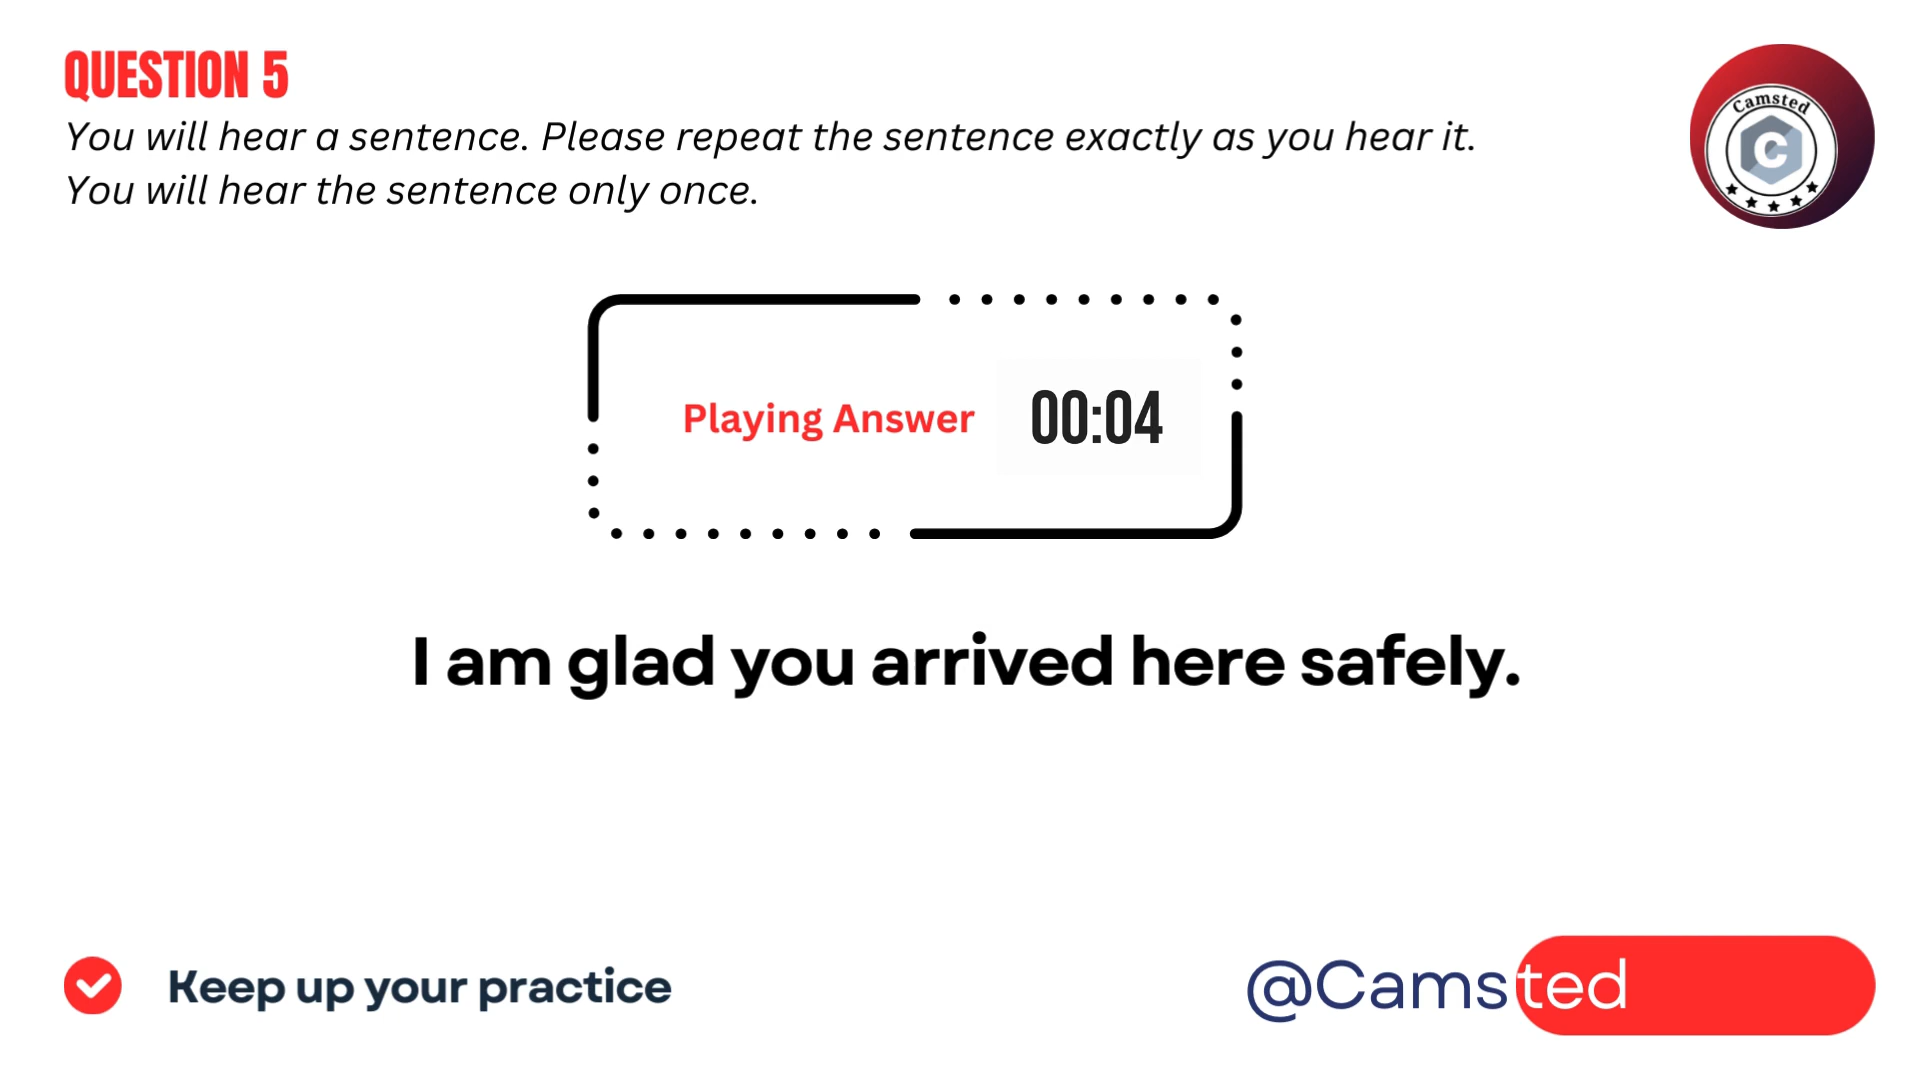 QUESTION 5
You will hear a sentence. Please repeat the sentence exactly as you hear it.
You will hear the sentence only once.
Camsted
C
Playing Answer 00:04
I am glad you arrived here safely.
Keep up your practice
@Camsted